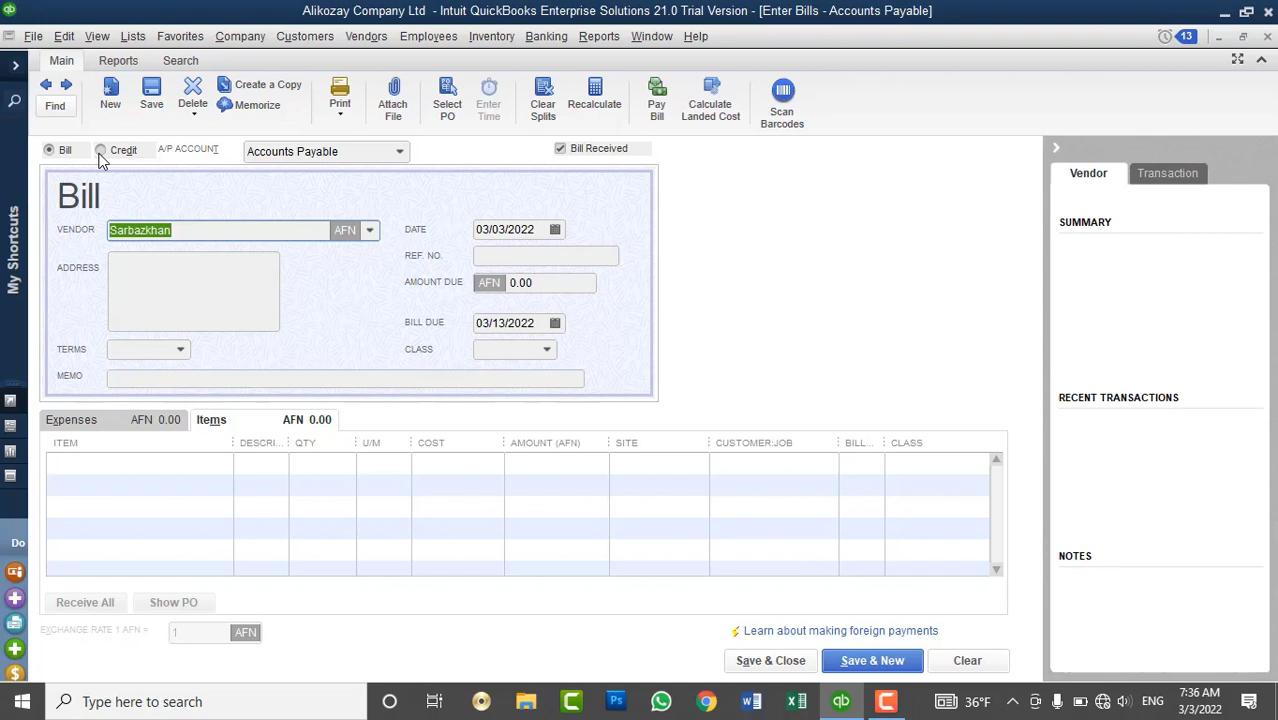 Alikozay Company Ltd - Intuit QuickBooks Enterprise Solutions 21.0 Trial Version - [Enter Bills - Accounts Payable]
File Edit View Lists Favorites Company Customers Vendors Employees Inventory Banking Reports Window Help 13
Main Reports Search
Find New Save Delete Create a Copy Memorize Print Attach File Select PO Enter Time Clear Splits Recalculate Pay Bill Calculate Landed Cost Scan Barcodes
Bill Credit A/P ACCOUNT Accounts Payable Bill Received
Bill
VENDOR Sarbazkhan AFN DATE 03/03/2022
ADDRESS REF. NO.
AMOUNT DUE AFN 0.00
BILL DUE 03/13/2022
TERMS CLASS
MEMO
Expenses AFN 0.00 Items AFN 0.00
ITEM DESCRI... QTY U/M COST AMOUNT (AFN) SITE CUSTOMER:JOB BILL... CLASS
Receive All Show PO
EXCHANGE RATE 1 AFN = 1 AFN Learn about making foreign payments
Save & Close Save & New Clear
Vendor Transaction
SUMMARY
RECENT TRANSACTIONS
NOTES
My Shortcuts
Do
Type here to search 36°F ENG 7:36 AM
3/3/2022